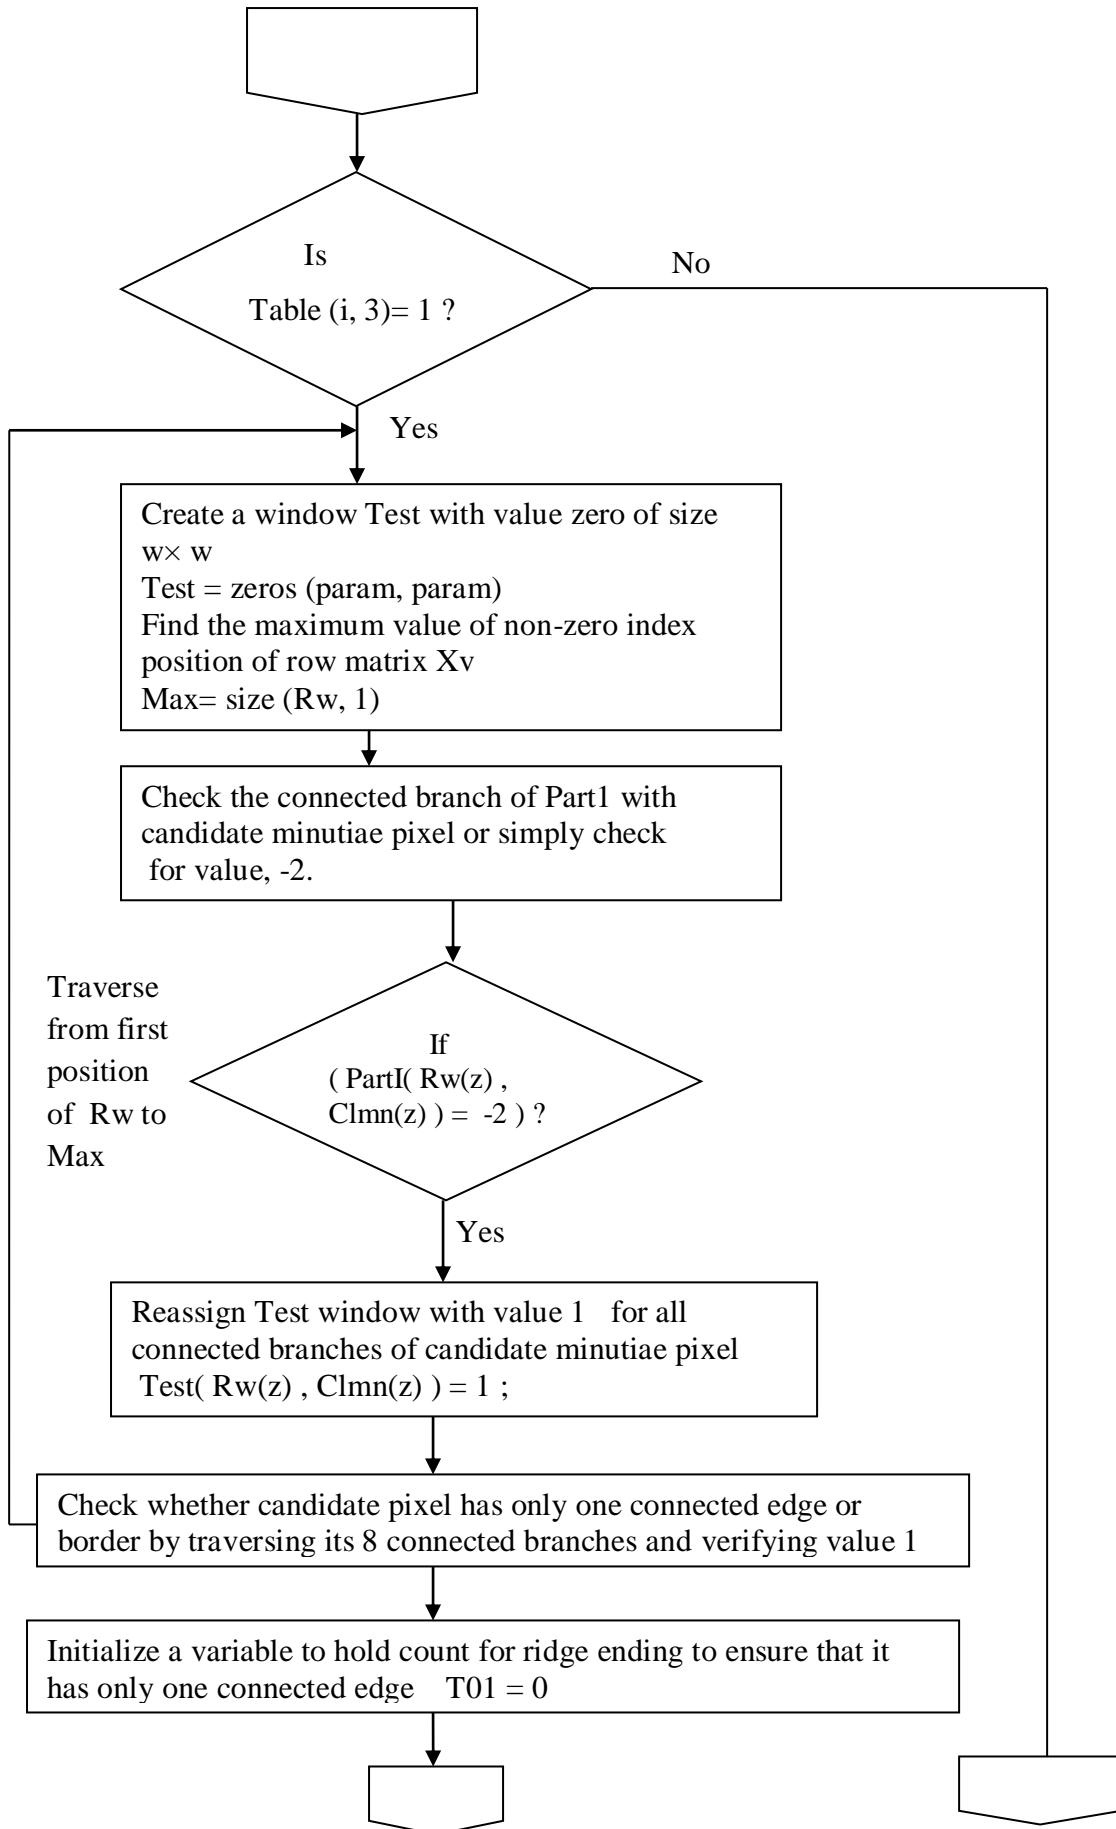 Is
Table (i, 3)= 1 ?
No
Yes
Create a window Test with value zero of size
w× w
Test = zeros (param, param)
Find the maximum value of non-zero index
position of row matrix Xv
Max= size (Rw, 1)
Check the connected branch of Part1 with
candidate minutiae pixel or simply check
for value, -2.
Traverse
from first
position
of Rw to
Max
If
( PartI( Rw(z) ,
Clmn(z) ) = -2 ) ?
Yes
Reassign Test window with value 1 for all
connected branches of candidate minutiae pixel
Test( Rw(z) , Clmn(z) ) = 1 ;
Check whether candidate pixel has only one connected edge or
border by traversing its 8 connected branches and verifying value 1
Initialize a variable to hold count for ridge ending to ensure that it
has only one connected edge T01 = 0